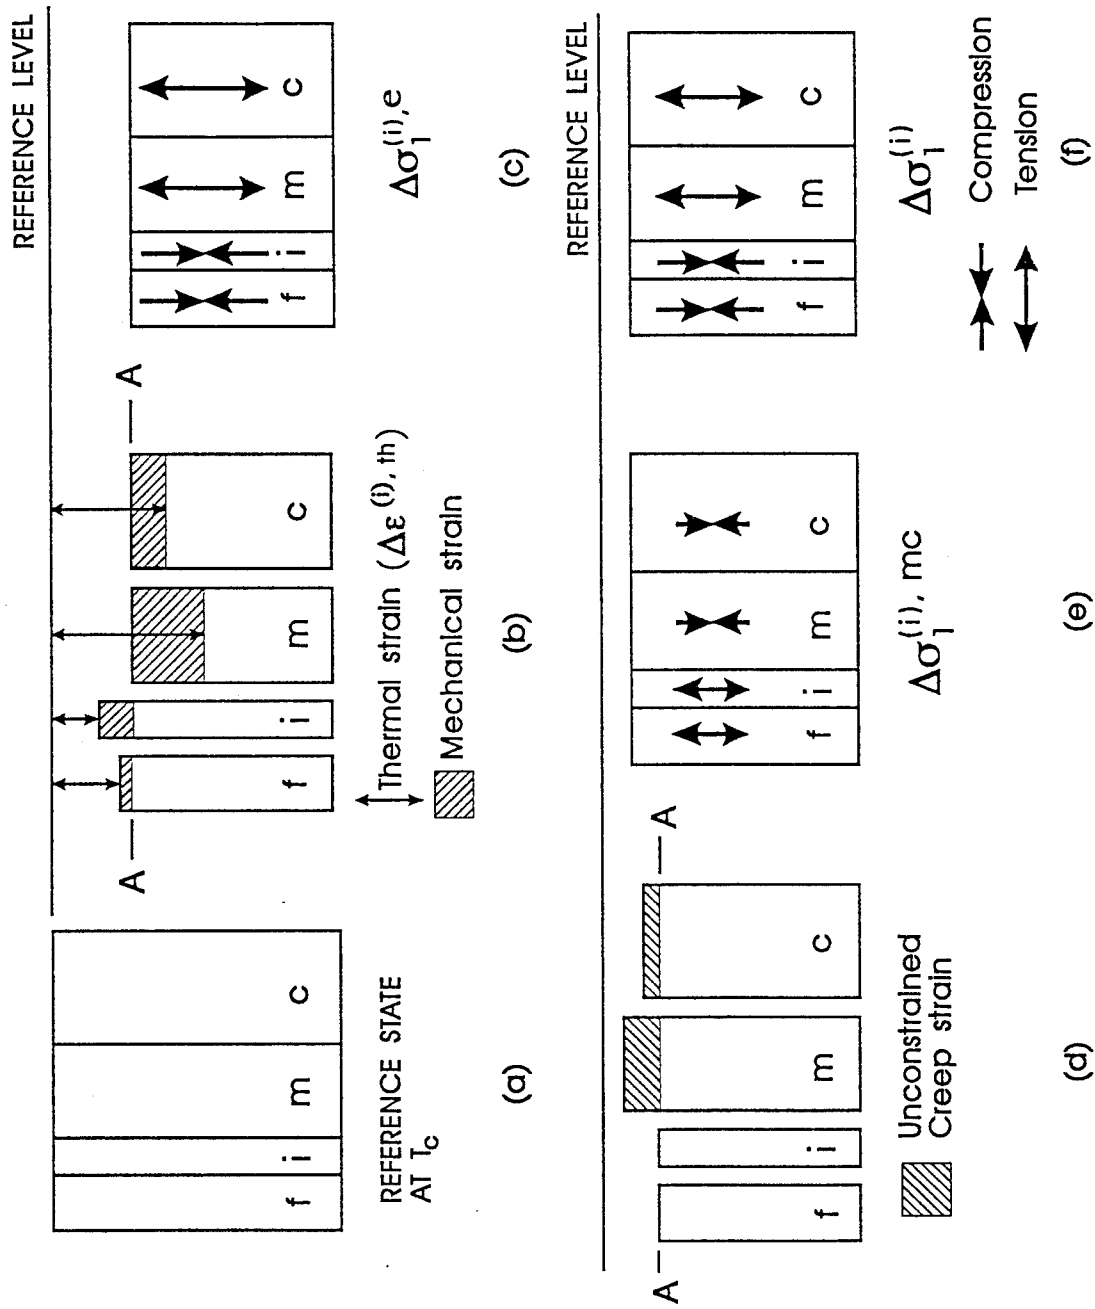 REFERENCE LEVEL
f i m c
REFERENCE STATE
AT Tc
(a)
A
A
f i m c
Thermal strain (Δε(i), th)
Mechanical strain
(b)
f i m c
Δσ1(i),e
(c)
REFERENCE LEVEL
A
A
f i m c
Unconstrained
Creep strain
(d)
f i m c
Δσ1(i), mc
(e)
f i m c
Δσ1(i)
Compression
Tension
(f)